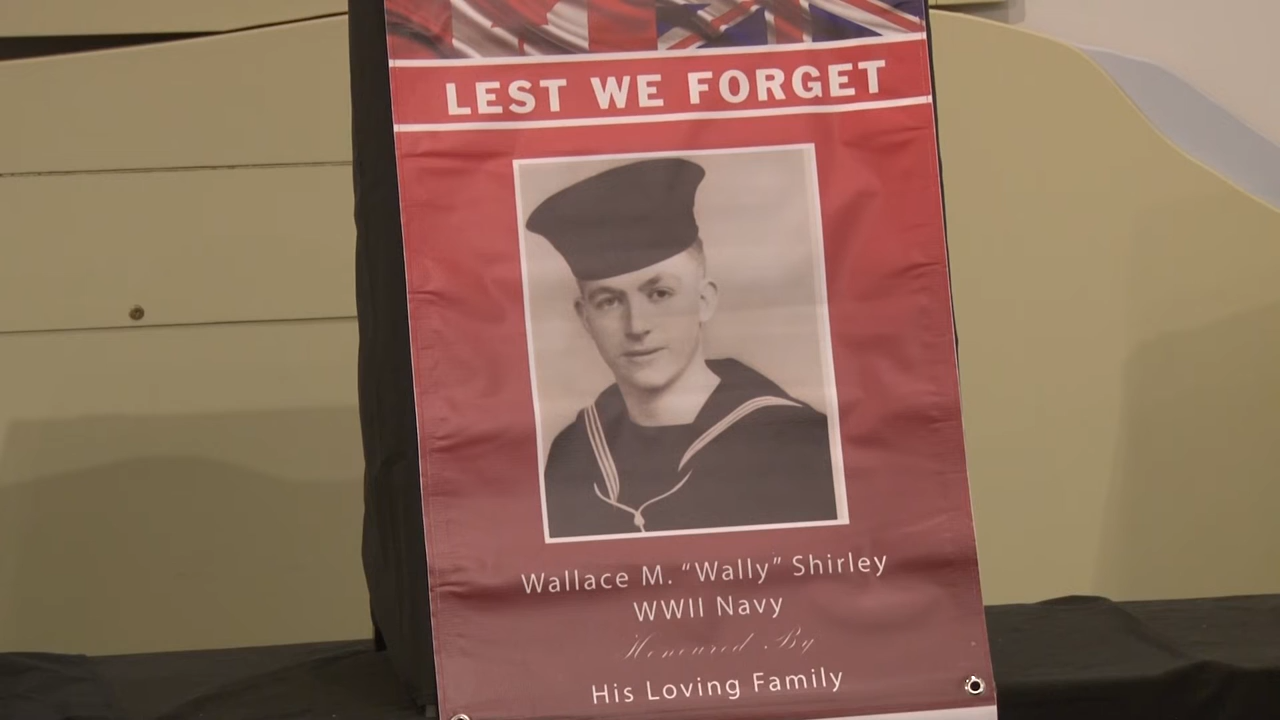 LEST WE FORGET
Wallace M. “Wally” Shirley
WWII Navy
Honoured By
His Loving Family